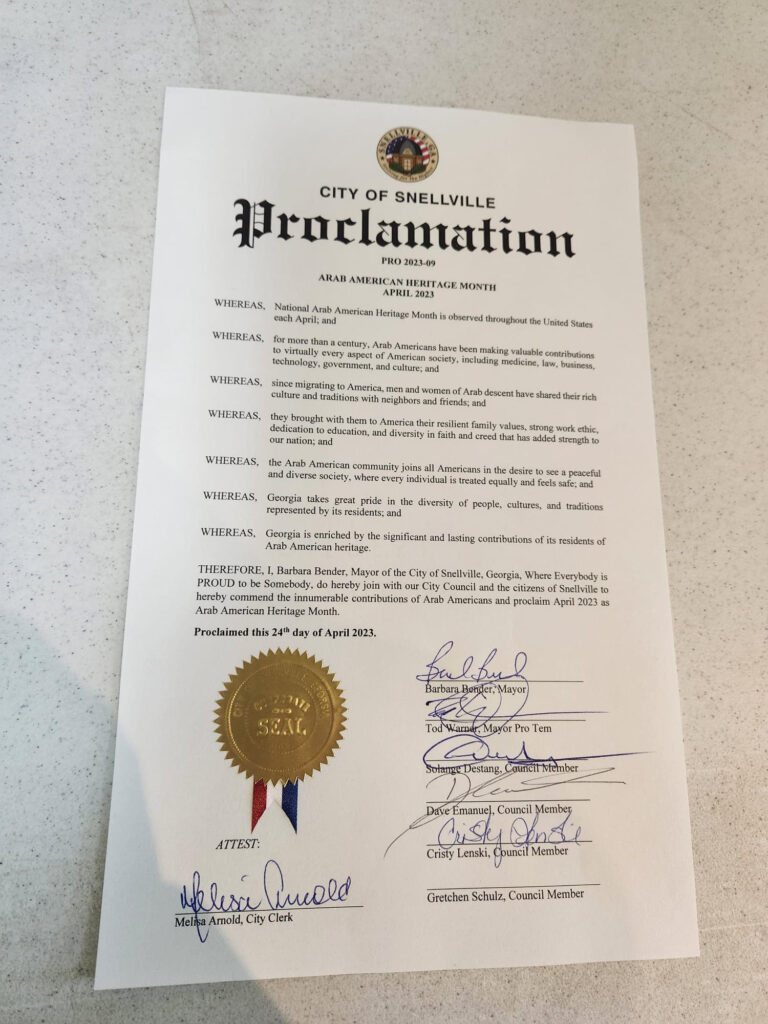 SNELLVILLE, GA
CITY OF SNELLVILLE
Proclamation
PRO 2023-09
ARAB AMERICAN HERITAGE MONTH
APRIL 2023
WHEREAS, National Arab American Heritage Month is observed throughout the United States
each April; and
WHEREAS, for more than a century, Arab Americans have been making valuable contributions
to virtually every aspect of American society, including medicine, law, business,
technology, government, and culture; and
WHEREAS, since migrating to America, men and women of Arab descent have shared their rich
culture and traditions with neighbors and friends; and
WHEREAS, they brought with them to America their resilient family values, strong work ethic,
dedication to education, and diversity in faith and creed that has added strength to
our nation; and
WHEREAS, the Arab American community joins all Americans in the desire to see a peaceful
and diverse society, where every individual is treated equally and feels safe; and
WHEREAS, Georgia takes great pride in the diversity of people, cultures, and traditions
represented by its residents; and
WHEREAS, Georgia is enriched by the significant and lasting contributions of its residents of
Arab American heritage.
THEREFORE, I, Barbara Bender, Mayor of the City of Snellville, Georgia, Where Everybody is
PROUD to be Somebody, do hereby join with our City Council and the citizens of Snellville to
hereby commend the innumerable contributions of Arab Americans and proclaim April 2023 as
Arab American Heritage Month.
Proclaimed this 24th day of April 2023.
Barbara Bender, Mayor
Tod Warner, Mayor Pro Tem
Solange Destang, Council Member
Dave Emanuel, Council Member
Cristy Lenski
Cristy Lenski, Council Member
Gretchen Schulz, Council Member
CORPORATE
SEAL
ATTEST:
Melisa Arnold
Melisa Arnold, City Clerk